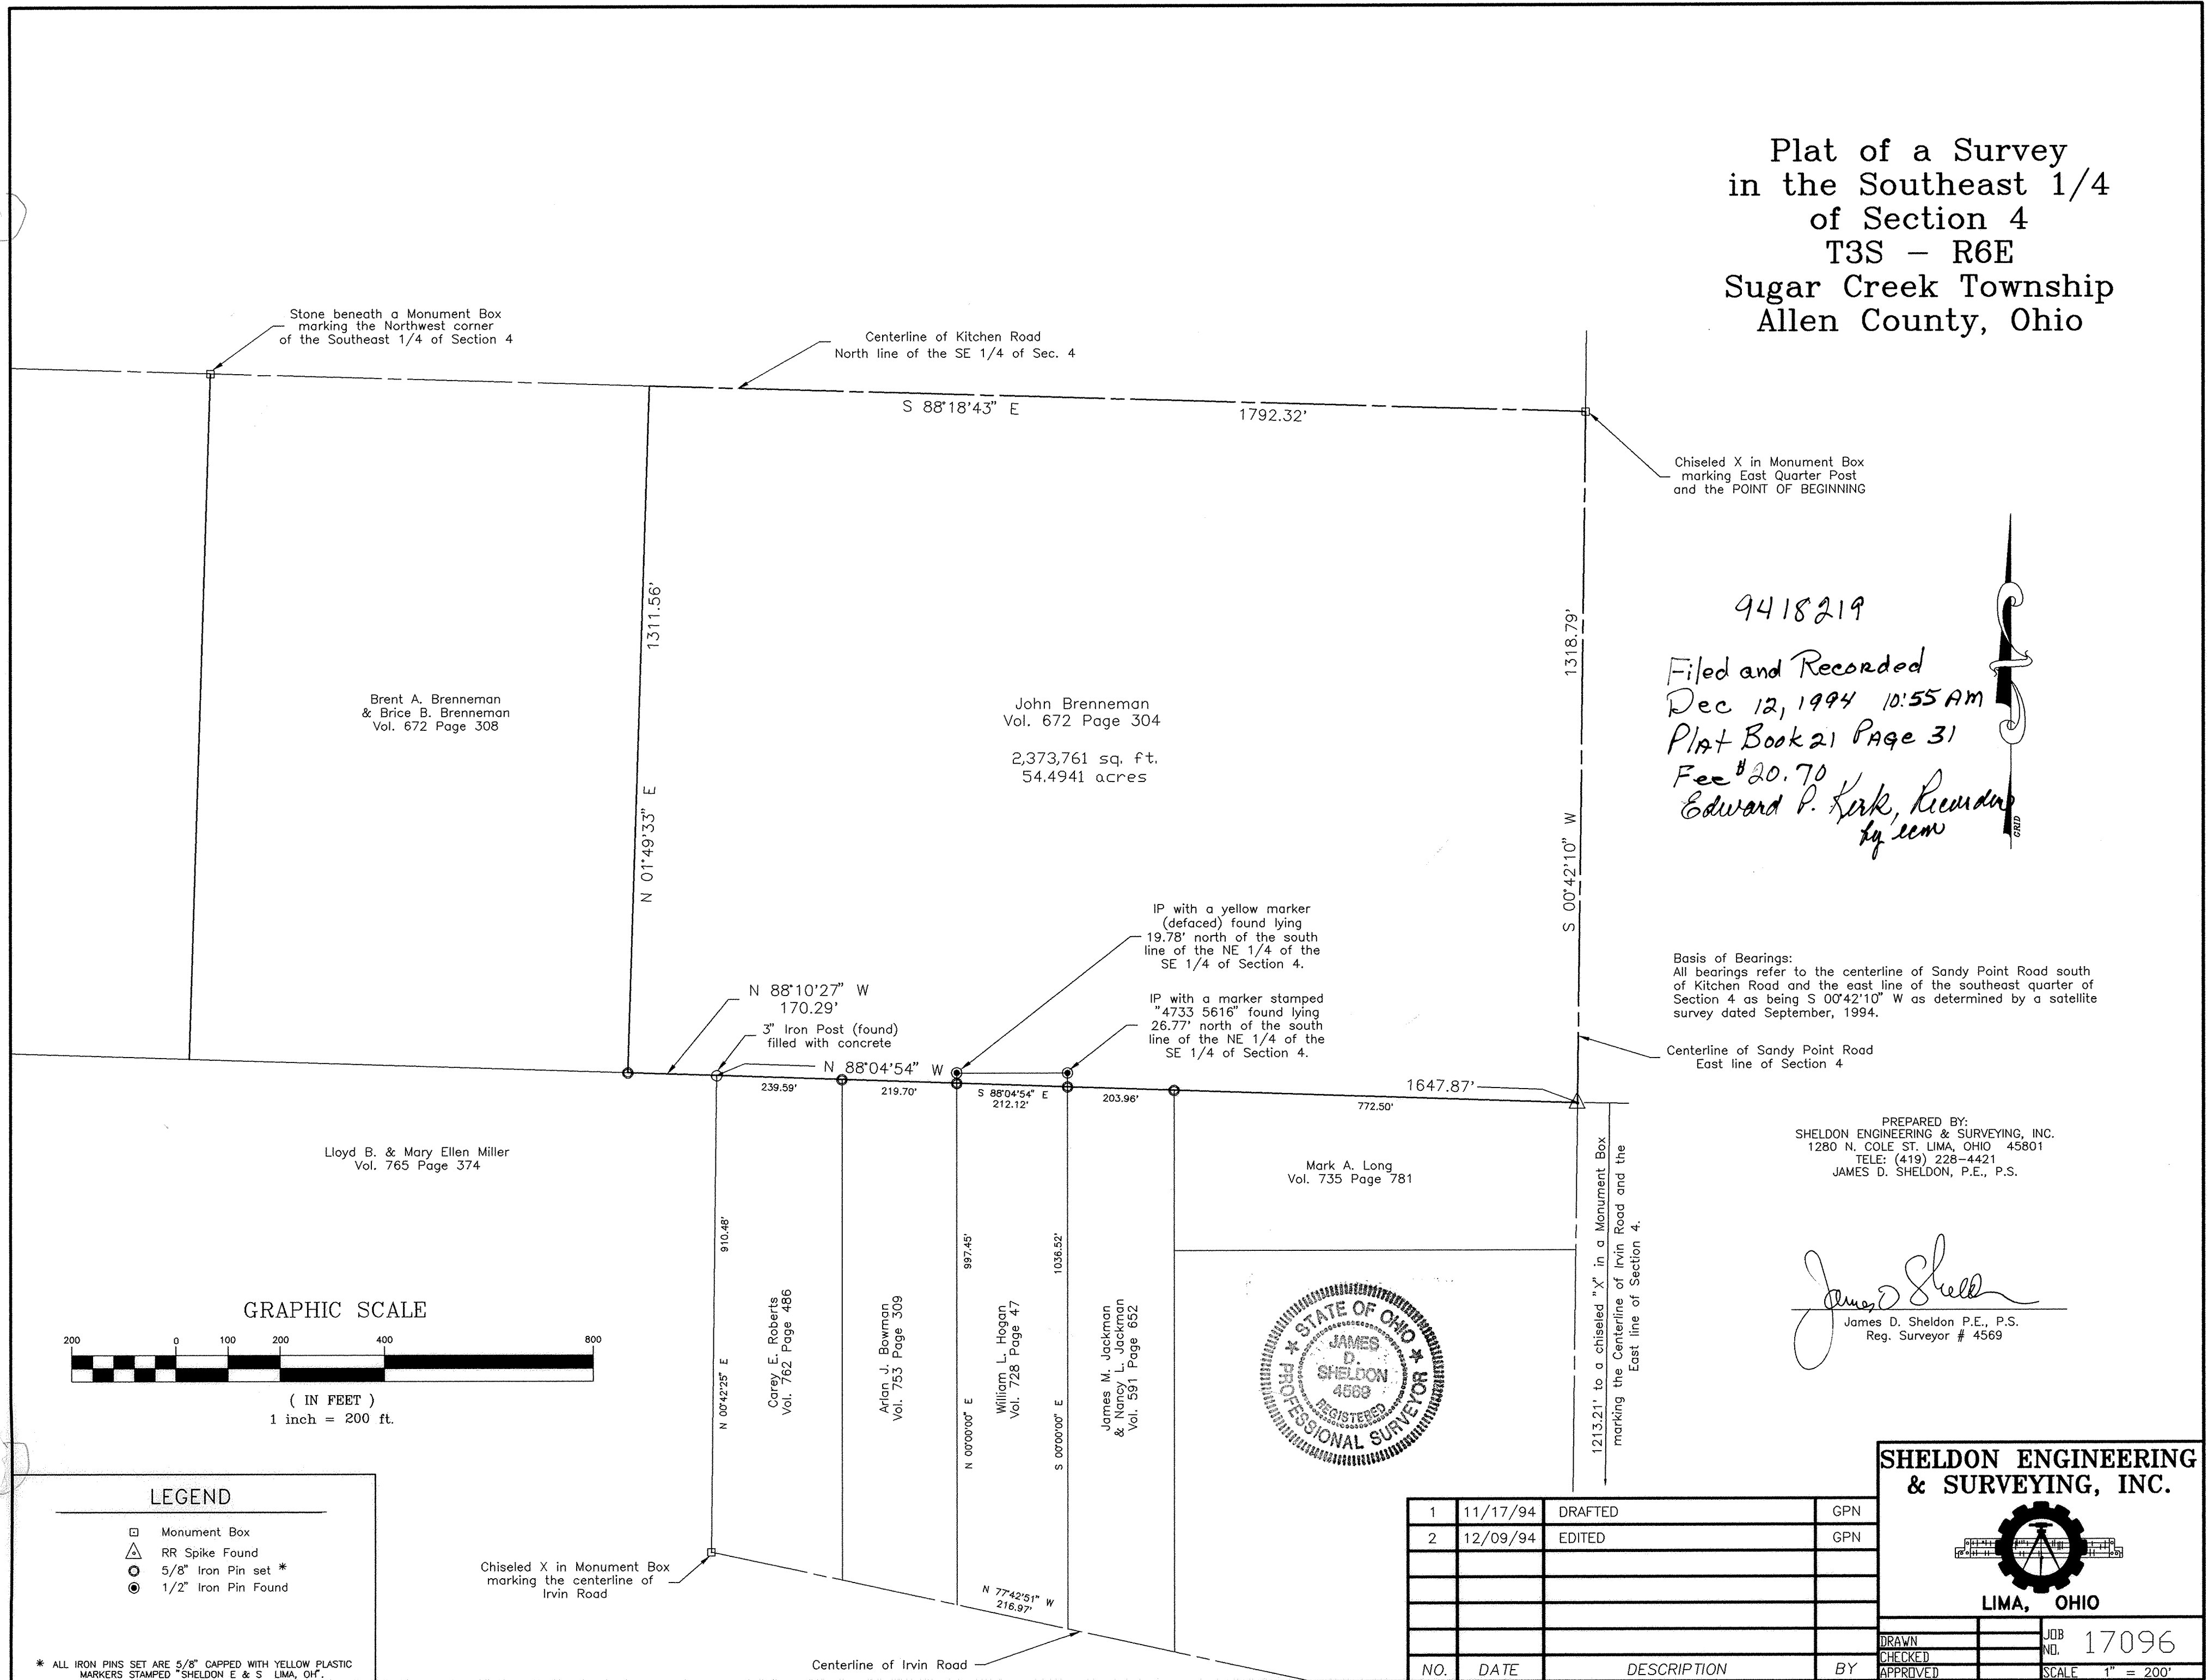 Plat of a Survey
in the Southeast 1/4
of Section 4
T3S – R6E
Sugar Creek Township
Allen County, Ohio
Stone beneath a Monument Box
marking the Northwest corner
of the Southeast 1/4 of Section 4
Centerline of Kitchen Road
North line of the SE 1/4 of Sec. 4
S 88°18'43" E 1792.32'
Chiseled X in Monument Box
marking East Quarter Post
and the POINT OF BEGINNING
1311.56'
N 01°49'33" E
1318.79'
S 00°42'10" W
Brent A. Brenneman
& Brice B. Brenneman
Vol. 672 Page 308
John Brenneman
Vol. 672 Page 304
2,373,761 sq. ft.
54.4941 acres
9418219
Filed and Recorded
Dec 12, 1994 10:55 AM
Plat Book 21 Page 31
Fee $20.70
Edward P. Kirk, Recorder
by ecm
GRID
IP with a yellow marker
(defaced) found lying
19.78' north of the south
line of the NE 1/4 of the
SE 1/4 of Section 4.
IP with a marker stamped
"4733 5616" found lying
26.77' north of the south
line of the NE 1/4 of the
SE 1/4 of Section 4.
N 88°10'27" W
170.29'
3" Iron Post (found)
filled with concrete
N 88°04'54" W
1647.87'
239.59'
219.70'
S 88°04'54" E
212.12'
203.96'
772.50'
Basis of Bearings:
All bearings refer to the centerline of Sandy Point Road south
of Kitchen Road and the east line of the southeast quarter of
Section 4 as being S 00°42'10" W as determined by a satellite
survey dated September, 1994.
Centerline of Sandy Point Road
East line of Section 4
PREPARED BY:
SHELDON ENGINEERING & SURVEYING, INC.
1280 N. COLE ST. LIMA, OHIO 45801
TELE: (419) 228-4421
JAMES D. SHELDON, P.E., P.S.
James D Sheldon
James D. Sheldon P.E., P.S.
Reg. Surveyor # 4569
Lloyd B. & Mary Ellen Miller
Vol. 765 Page 374
Mark A. Long
Vol. 735 Page 781
910.48'
N 00°42'25" E
Carey E. Roberts
Vol. 762 Page 486
Arlan J. Bowman
Vol. 753 Page 309
997.45'
N 00°00'00" E
William L. Hogan
Vol. 728 Page 47
1036.52'
S 00°00'00" E
James M. Jackman
& Nancy L. Jackman
Vol. 591 Page 652
1213.21' to a chiseled "X" in a Monument Box
marking the Centerline of Irvin Road and the
East line of Section 4.
STATE OF OHIO
JAMES
D.
SHELDON
4569
REGISTERED
PROFESSIONAL SURVEYOR
GRAPHIC SCALE
200 0 100 200 400 800
( IN FEET )
1 inch = 200 ft.
LEGEND
Monument Box
RR Spike Found
5/8" Iron Pin set *
1/2" Iron Pin Found
* ALL IRON PINS SET ARE 5/8" CAPPED WITH YELLOW PLASTIC
MARKERS STAMPED "SHELDON E & S LIMA, OH".
Chiseled X in Monument Box
marking the centerline of
Irvin Road
N 77°42'51" W
216.97'
Centerline of Irvin Road
1 11/17/94 DRAFTED GPN
2 12/09/94 EDITED GPN
NO. DATE DESCRIPTION BY
SHELDON ENGINEERING
& SURVEYING, INC.
LIMA, OHIO
DRAWN
CHECKED
APPROVED
JOB
NO. 17096
SCALE 1" = 200'